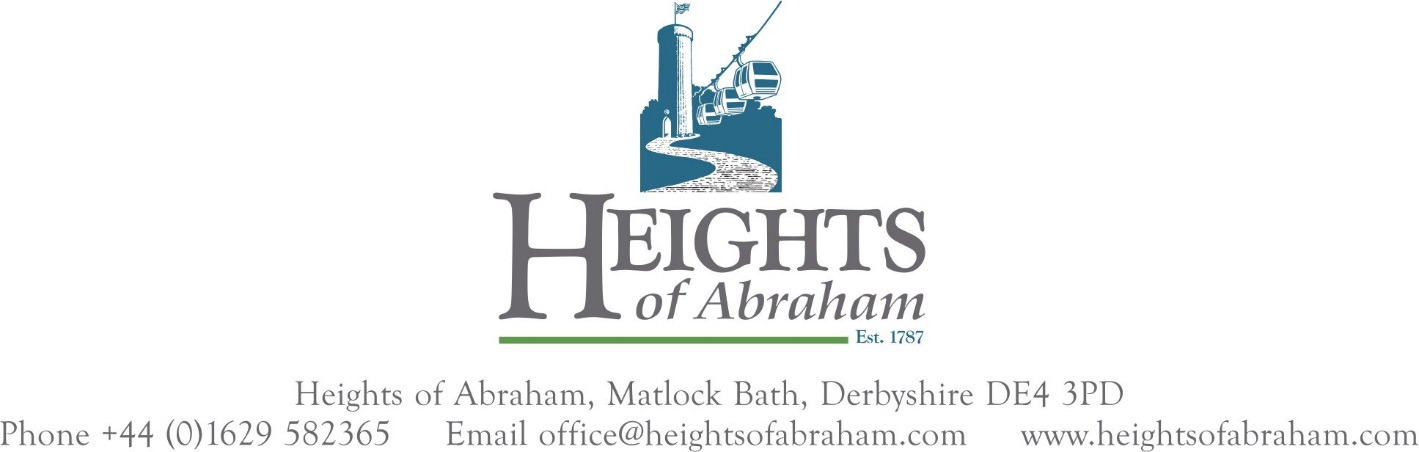 HEIGHTS
of Abraham
Est. 1787
Heights of Abraham, Matlock Bath, Derbyshire DE4 3PD
Phone +44 (0)1629 582365 Email office@heightsofabraham.com www.heightsofabraham.com